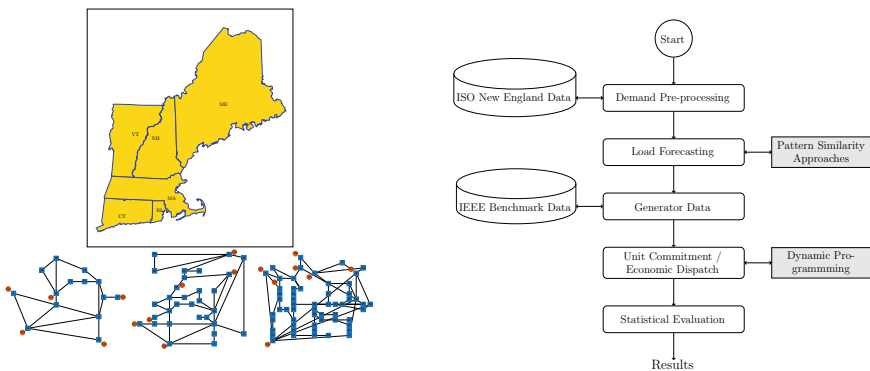 ME
VT
NH
MA
CT
RI
Start
ISO New England Data
Demand Pre-processing
Load Forecasting
Pattern Similarity
Approaches
IEEE Benchmark Data
Generator Data
Unit Commitment /
Economic Dispatch
Dynamic Pro-
grammming
Statistical Evaluation
Results